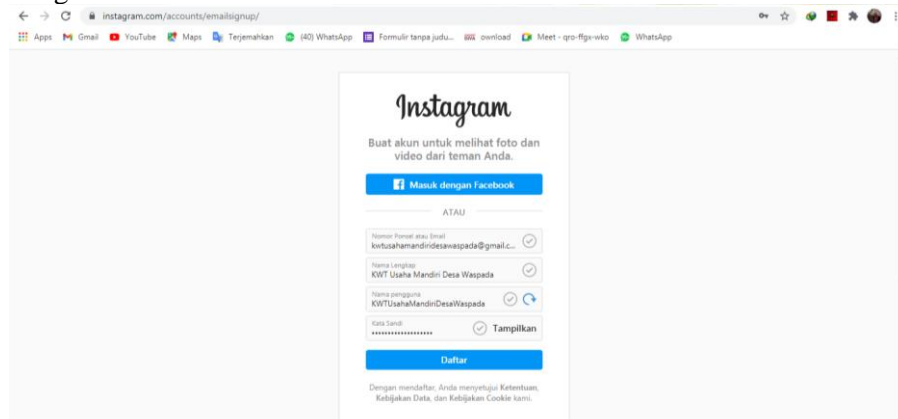 instagram.com/accounts/emailsignup/
Apps Gmail YouTube Maps Terjemahkan (40) WhatsApp Formulir tanpa judu... ownload Meet - qro-ffgx-wko WhatsApp
Instagram
Buat akun untuk melihat foto dan
video dari teman Anda.
Masuk dengan Facebook
ATAU
Nomor Ponsel atau Email
kwtusahamandiridesawaspada@gmail.c...
Nama Lengkap
KWT Usaha Mandiri Desa Waspada
Nama pengguna
KWTUsahaMandiriDesaWaspada
Kata Sandi
Tampilkan
Daftar
Dengan mendaftar, Anda menyetujui Ketentuan,
Kebijakan Data, dan Kebijakan Cookie kami.